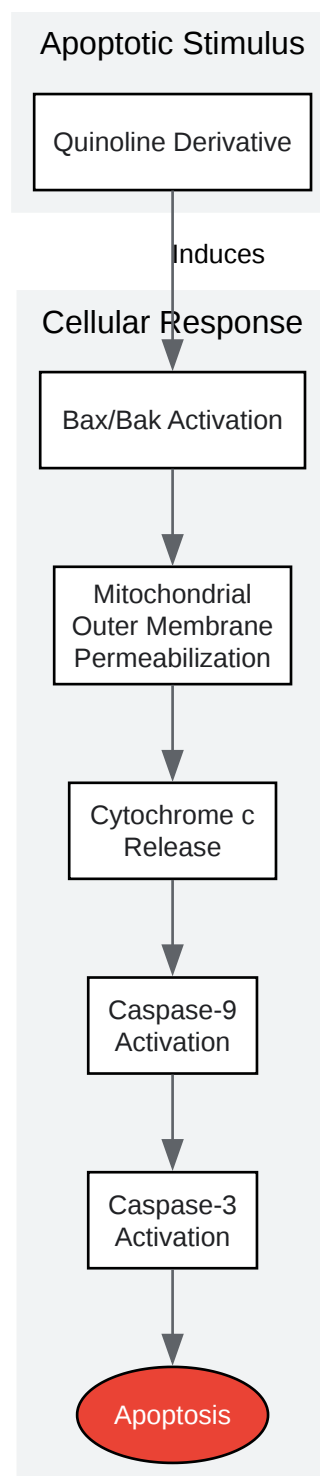 Apoptotic Stimulus
Quinoline Derivative
Induces
Cellular Response
Bax/Bak Activation
Mitochondrial
Outer Membrane
Permeabilization
Cytochrome c
Release
Caspase-9
Activation
Caspase-3
Activation
Apoptosis